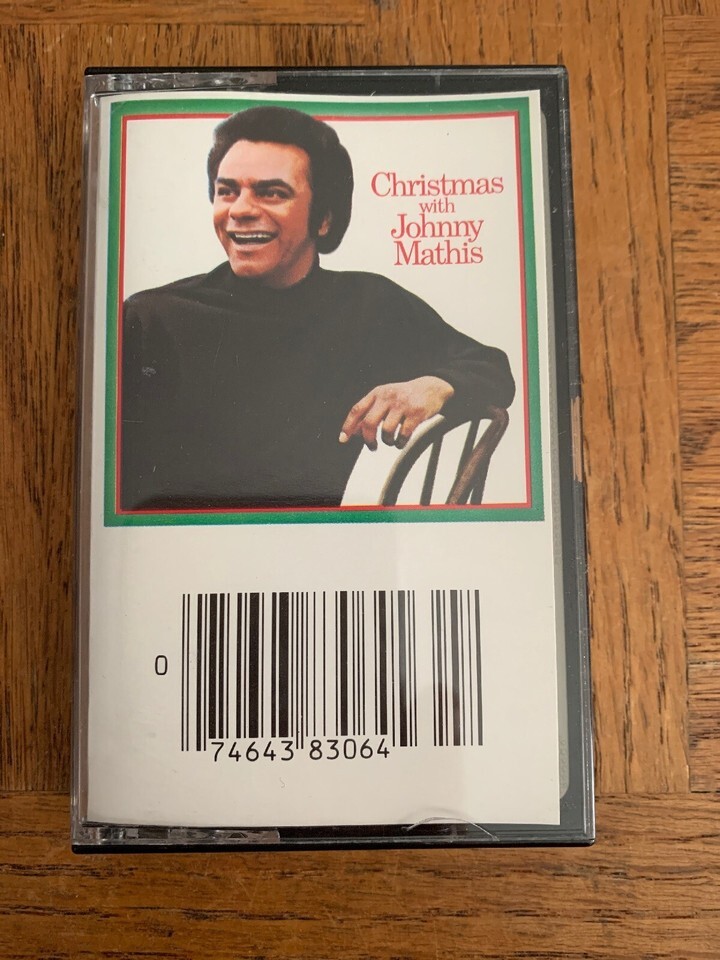 Christmas
with
Johnny
Mathis
0
74643 83064